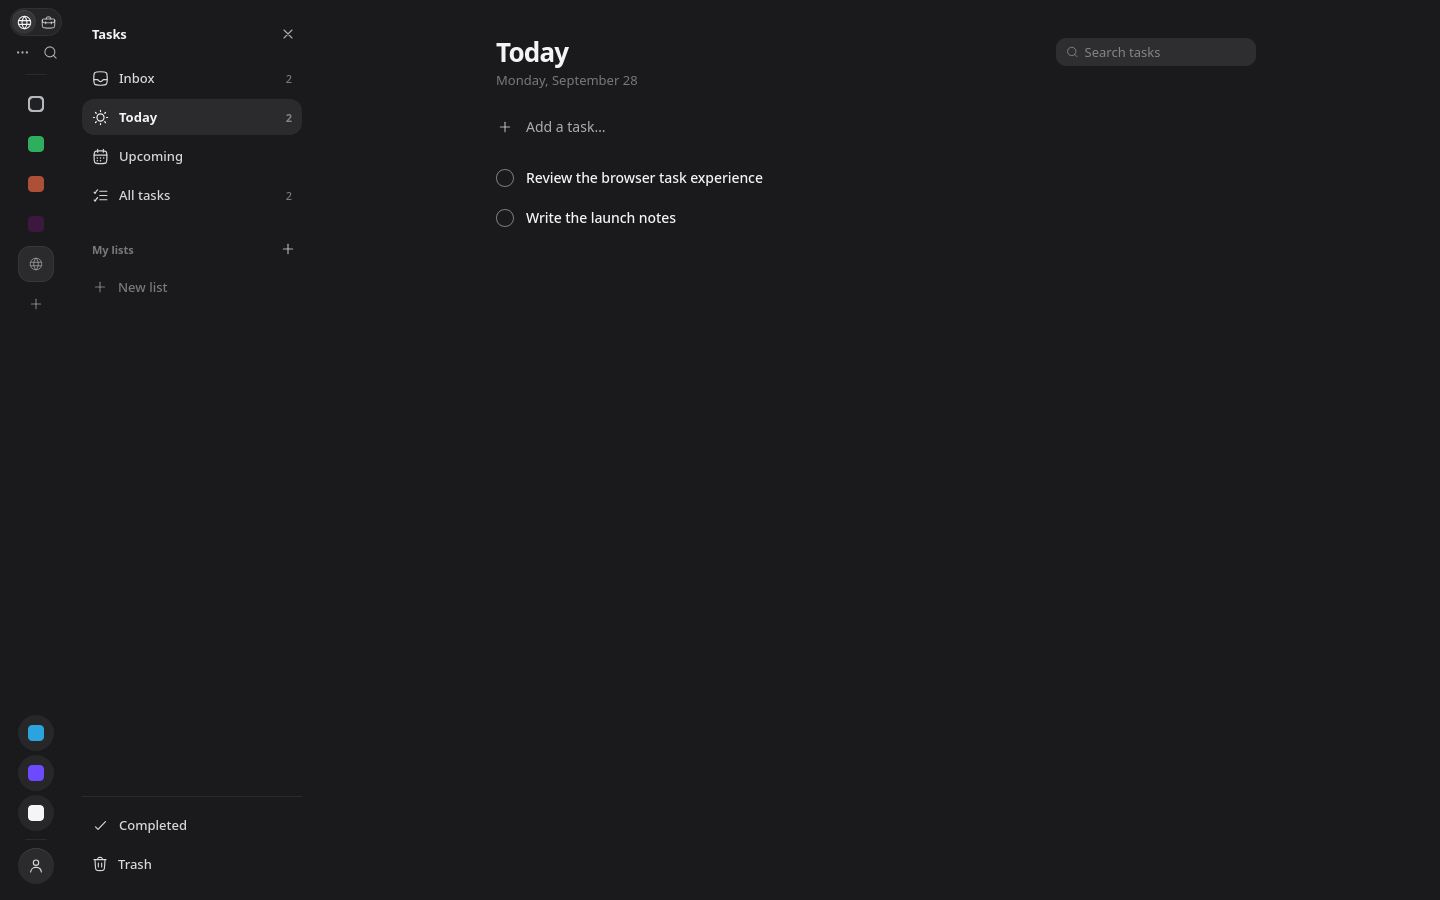 Tasks
Inbox 2
Today 2
Upcoming
All tasks 2
My lists
New list
Completed
Trash
Today
Monday, September 28
Search tasks
Add a task...
Review the browser task experience
Write the launch notes